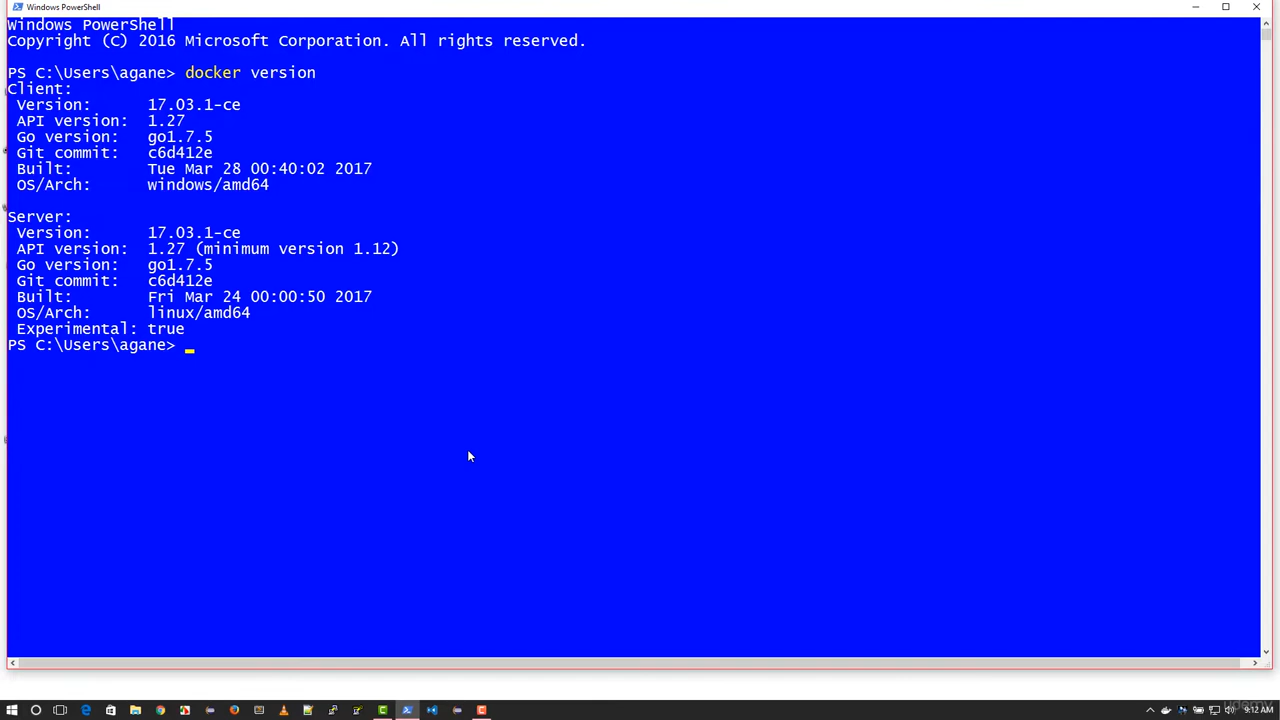 Windows PowerShell
Windows PowerShell
Copyright (C) 2016 Microsoft Corporation. All rights reserved.
PS C:\Users\agane> docker version
Client:
Version: 17.03.1-ce
API version: 1.27
Go version: go1.7.5
Git commit: c6d412e
Built: Tue Mar 28 00:40:02 2017
OS/Arch: windows/amd64
Server:
Version: 17.03.1-ce
API version: 1.27 (minimum version 1.12)
Go version: go1.7.5
Git commit: c6d412e
Built: Fri Mar 24 00:00:50 2017
OS/Arch: linux/amd64
Experimental: true
PS C:\Users\agane>
udemy
9:12 AM